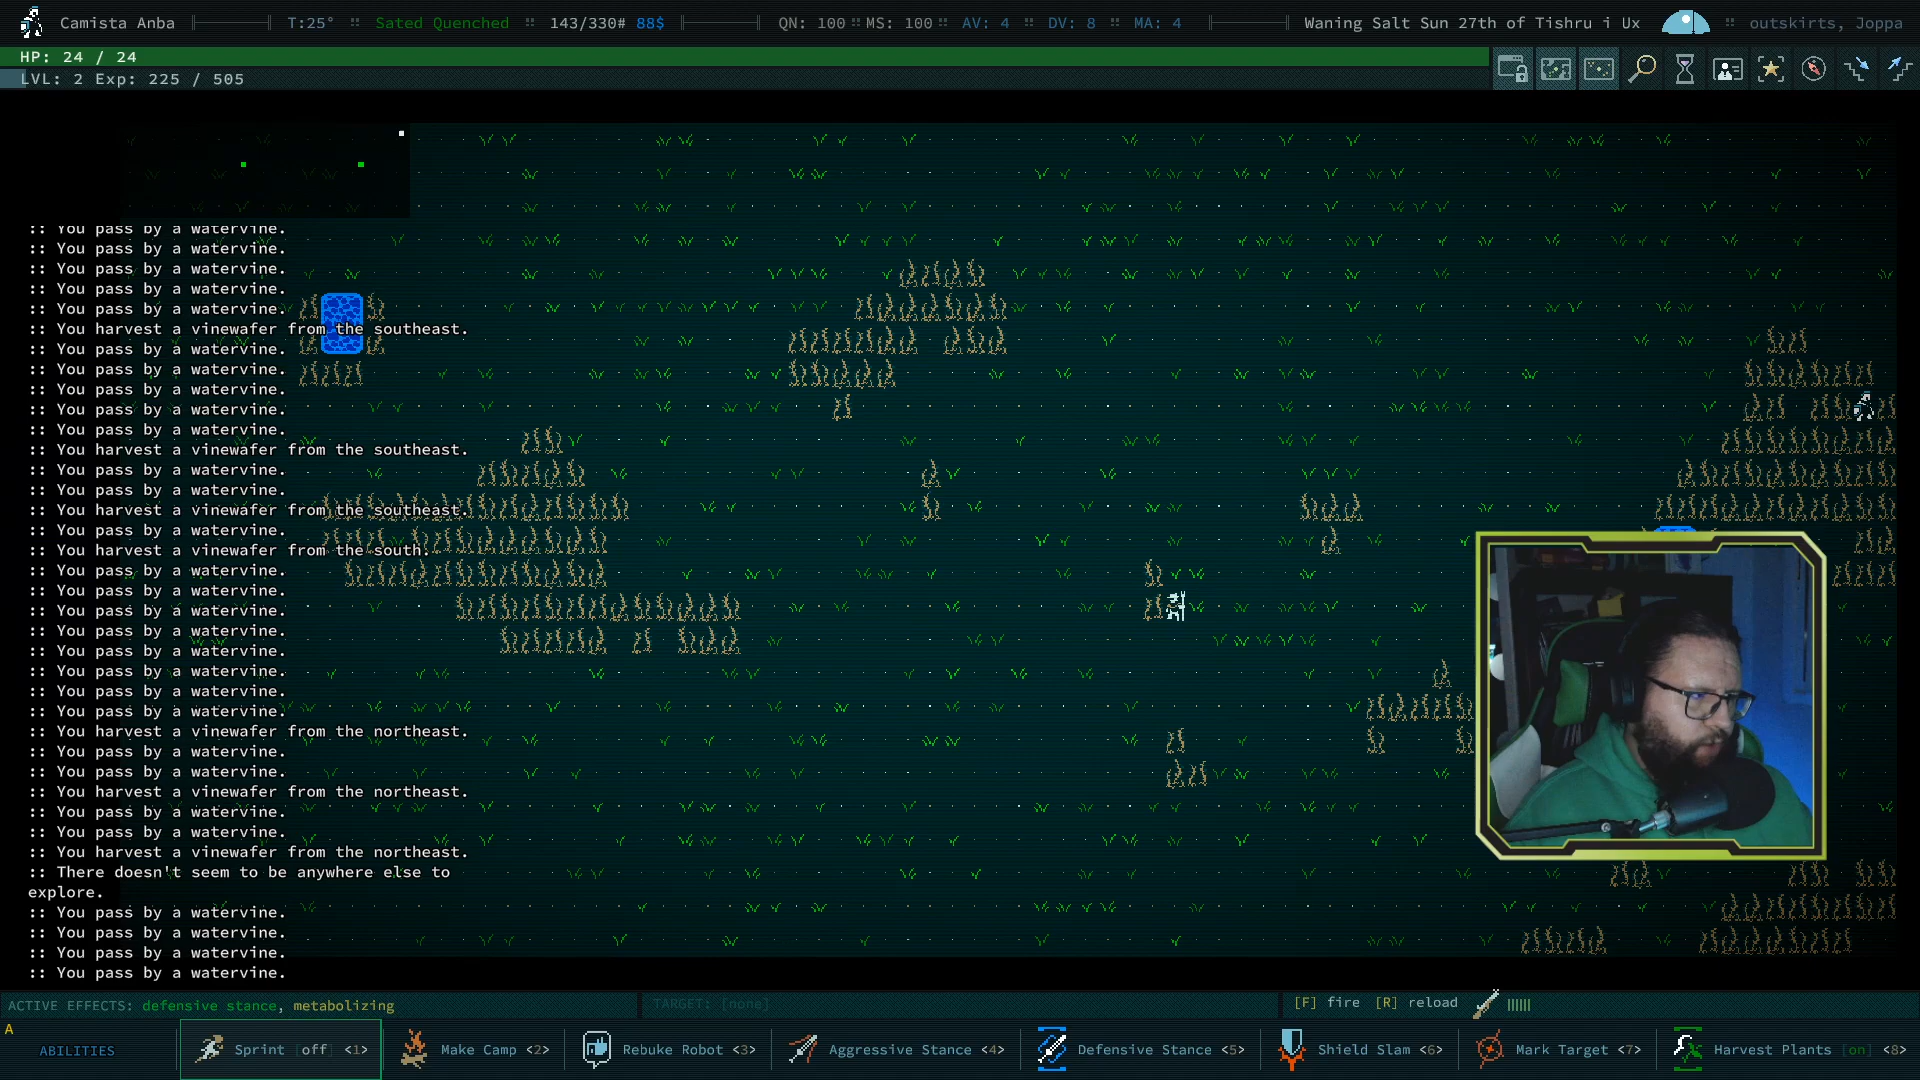 Camista Anba
T:25° :: Sated Quenched :: 143/330# 88$
QN: 100 :: MS: 100 :: AV: 4 :: DV: 8 :: MA: 4
Waning Salt Sun 27th of Tishru i Ux :: outskirts, Joppa
HP: 24 / 24
LVL: 2 Exp: 225 / 505
:: You pass by a watervine.
:: You pass by a watervine.
:: You pass by a watervine.
:: You pass by a watervine.
:: You pass by a watervine.
:: You harvest a vinewafer from the southeast.
:: You pass by a watervine.
:: You pass by a watervine.
:: You pass by a watervine.
:: You pass by a watervine.
:: You pass by a watervine.
:: You harvest a vinewafer from the southeast.
:: You pass by a watervine.
:: You pass by a watervine.
:: You harvest a vinewafer from the southeast.
:: You pass by a watervine.
:: You harvest a vinewafer from the south.
:: You pass by a watervine.
:: You pass by a watervine.
:: You pass by a watervine.
:: You pass by a watervine.
:: You pass by a watervine.
:: You pass by a watervine.
:: You pass by a watervine.
:: You pass by a watervine.
:: You harvest a vinewafer from the northeast.
:: You pass by a watervine.
:: You pass by a watervine.
:: You harvest a vinewafer from the northeast.
:: You pass by a watervine.
:: You pass by a watervine.
:: You harvest a vinewafer from the northeast.
:: There doesn't seem to be anywhere else to
explore.
:: You pass by a watervine.
:: You pass by a watervine.
:: You pass by a watervine.
:: You pass by a watervine.
ACTIVE EFFECTS: defensive stance, metabolizing
TARGET: [none]
[F] fire [R] reload
A
ABILITIES
Sprint [off] <1>
Make Camp <2>
Rebuke Robot <3>
Aggressive Stance <4>
Defensive Stance <5>
Shield Slam <6>
Mark Target <7>
Harvest Plants [on] <8>